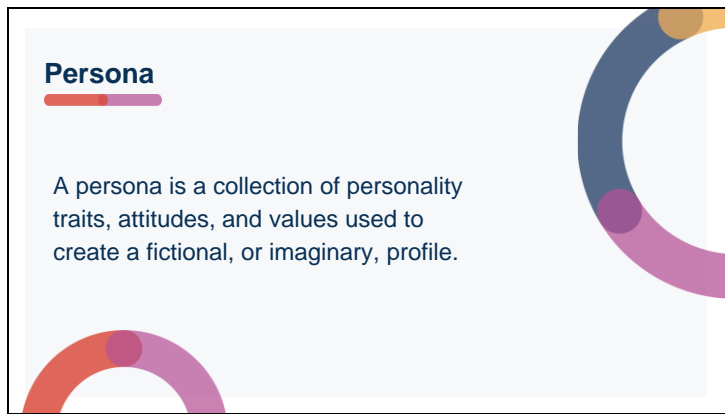 Persona
A persona is a collection of personality
traits, attitudes, and values used to
create a fictional, or imaginary, profile.